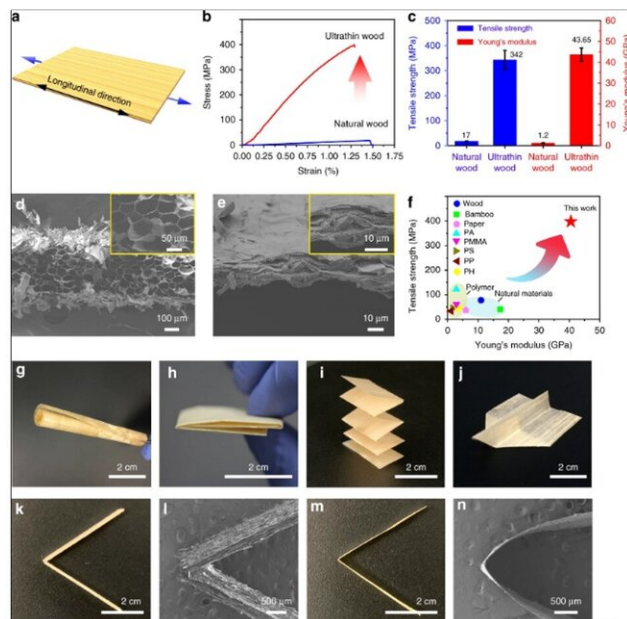 a
Longitudinal direction
b
Stress (MPa)
500
400
300
200
100
0
Ultrathin wood
Natural wood
0.00 0.25 0.50 0.75 1.00 1.25 1.50 1.75
Strain (%)
c
Tensile strength
Young's modulus
Tensile strength (MPa)
500
400
300
200
100
0
17
342
1.2
43.65
60
50
40
30
20
10
0
Young's modulus (GPa)
Natural wood
Ultrathin wood
Natural wood
Ultrathin wood
d
50 μm
100 μm
e
10 μm
10 μm
f
Tensile strength (MPa)
500
400
300
200
100
0
Wood
Bamboo
Paper
PA
PMMA
PS
PP
PH
This work
Polymer
Natural materials
0 10 20 30 40 50
Young's modulus (GPa)
g
2 cm
h
2 cm
i
2 cm
j
2 cm
k
2 cm
l
500 μm
m
2 cm
n
500 μm